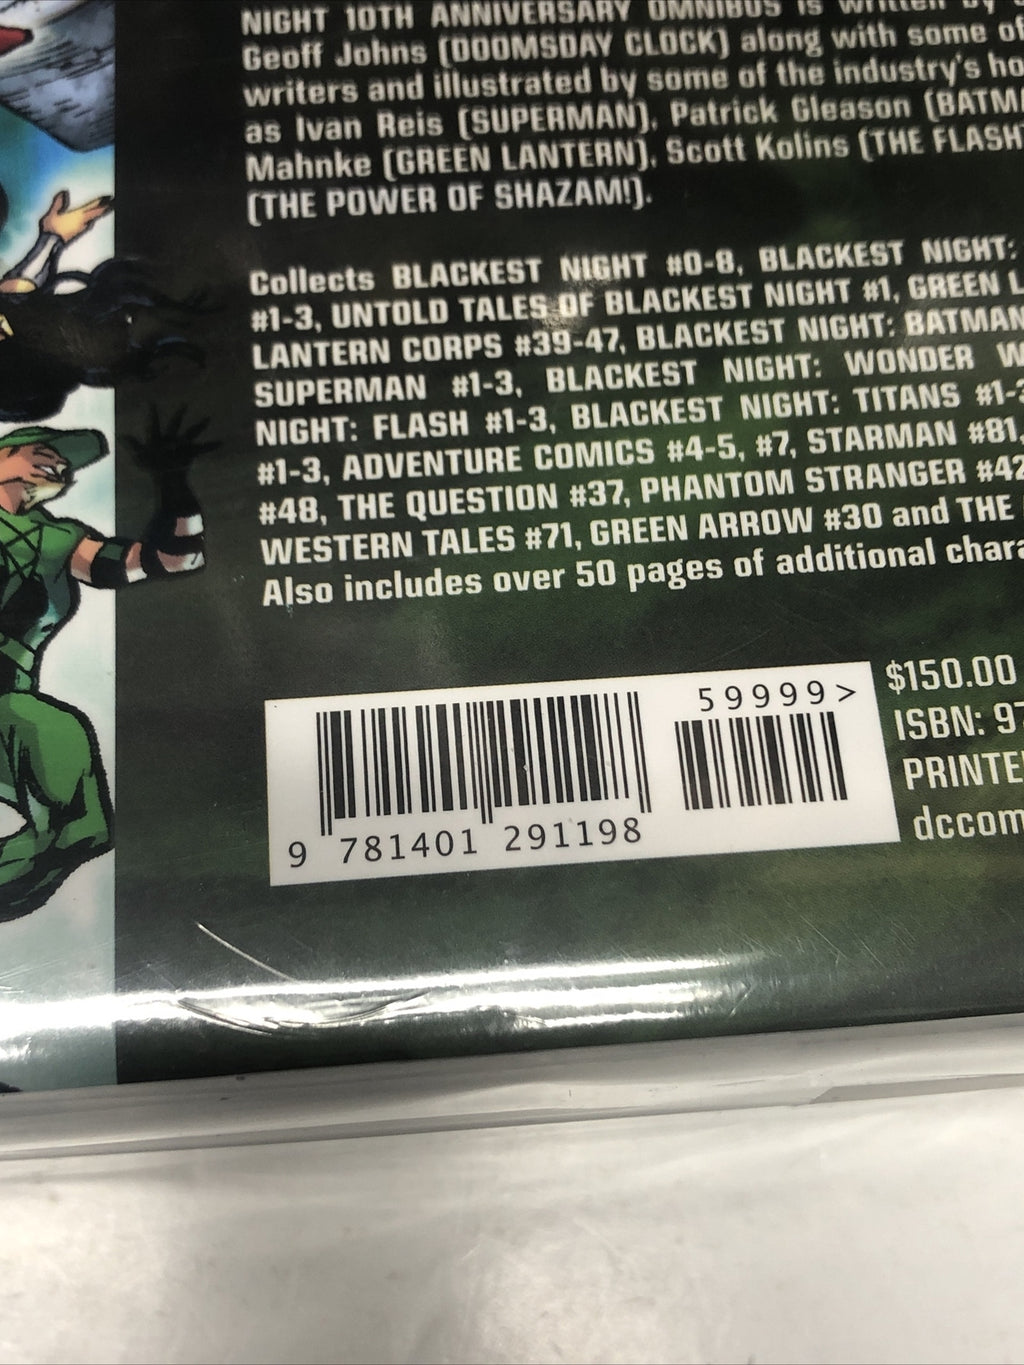 NIGHT 10TH ANNIVERSARY OMNIBUS is written by
Geoff Johns (DOOMSDAY CLOCK) along with some of
writers and illustrated by some of the industry's
as Ivan Reis (SUPERMAN), Patrick Gleason
Mahnke (GREEN LANTERN), Scott Kolins (THE FLASH
(THE POWER OF SHAZAM!).
Collects BLACKEST NIGHT #0-8, BLACKEST NIGHT:
#1-3, UNTOLD TALES OF BLACKEST NIGHT #1, GREEN
LANTERN CORPS #39-47, BLACKEST NIGHT: BATMAN
SUPERMAN #1-3, BLACKEST NIGHT: WONDER
NIGHT: FLASH #1-3, BLACKEST NIGHT: TITANS
#1-3, ADVENTURE COMICS #4-5, #7, STARMAN #81,
#48, THE QUESTION #37, PHANTOM STRANGER #42
WESTERN TALES #71, GREEN ARROW #30 and THE
Also includes over 50 pages of additional
59999>
$150.00
ISBN: 97
PRINTE
dccom
9 781401 291198